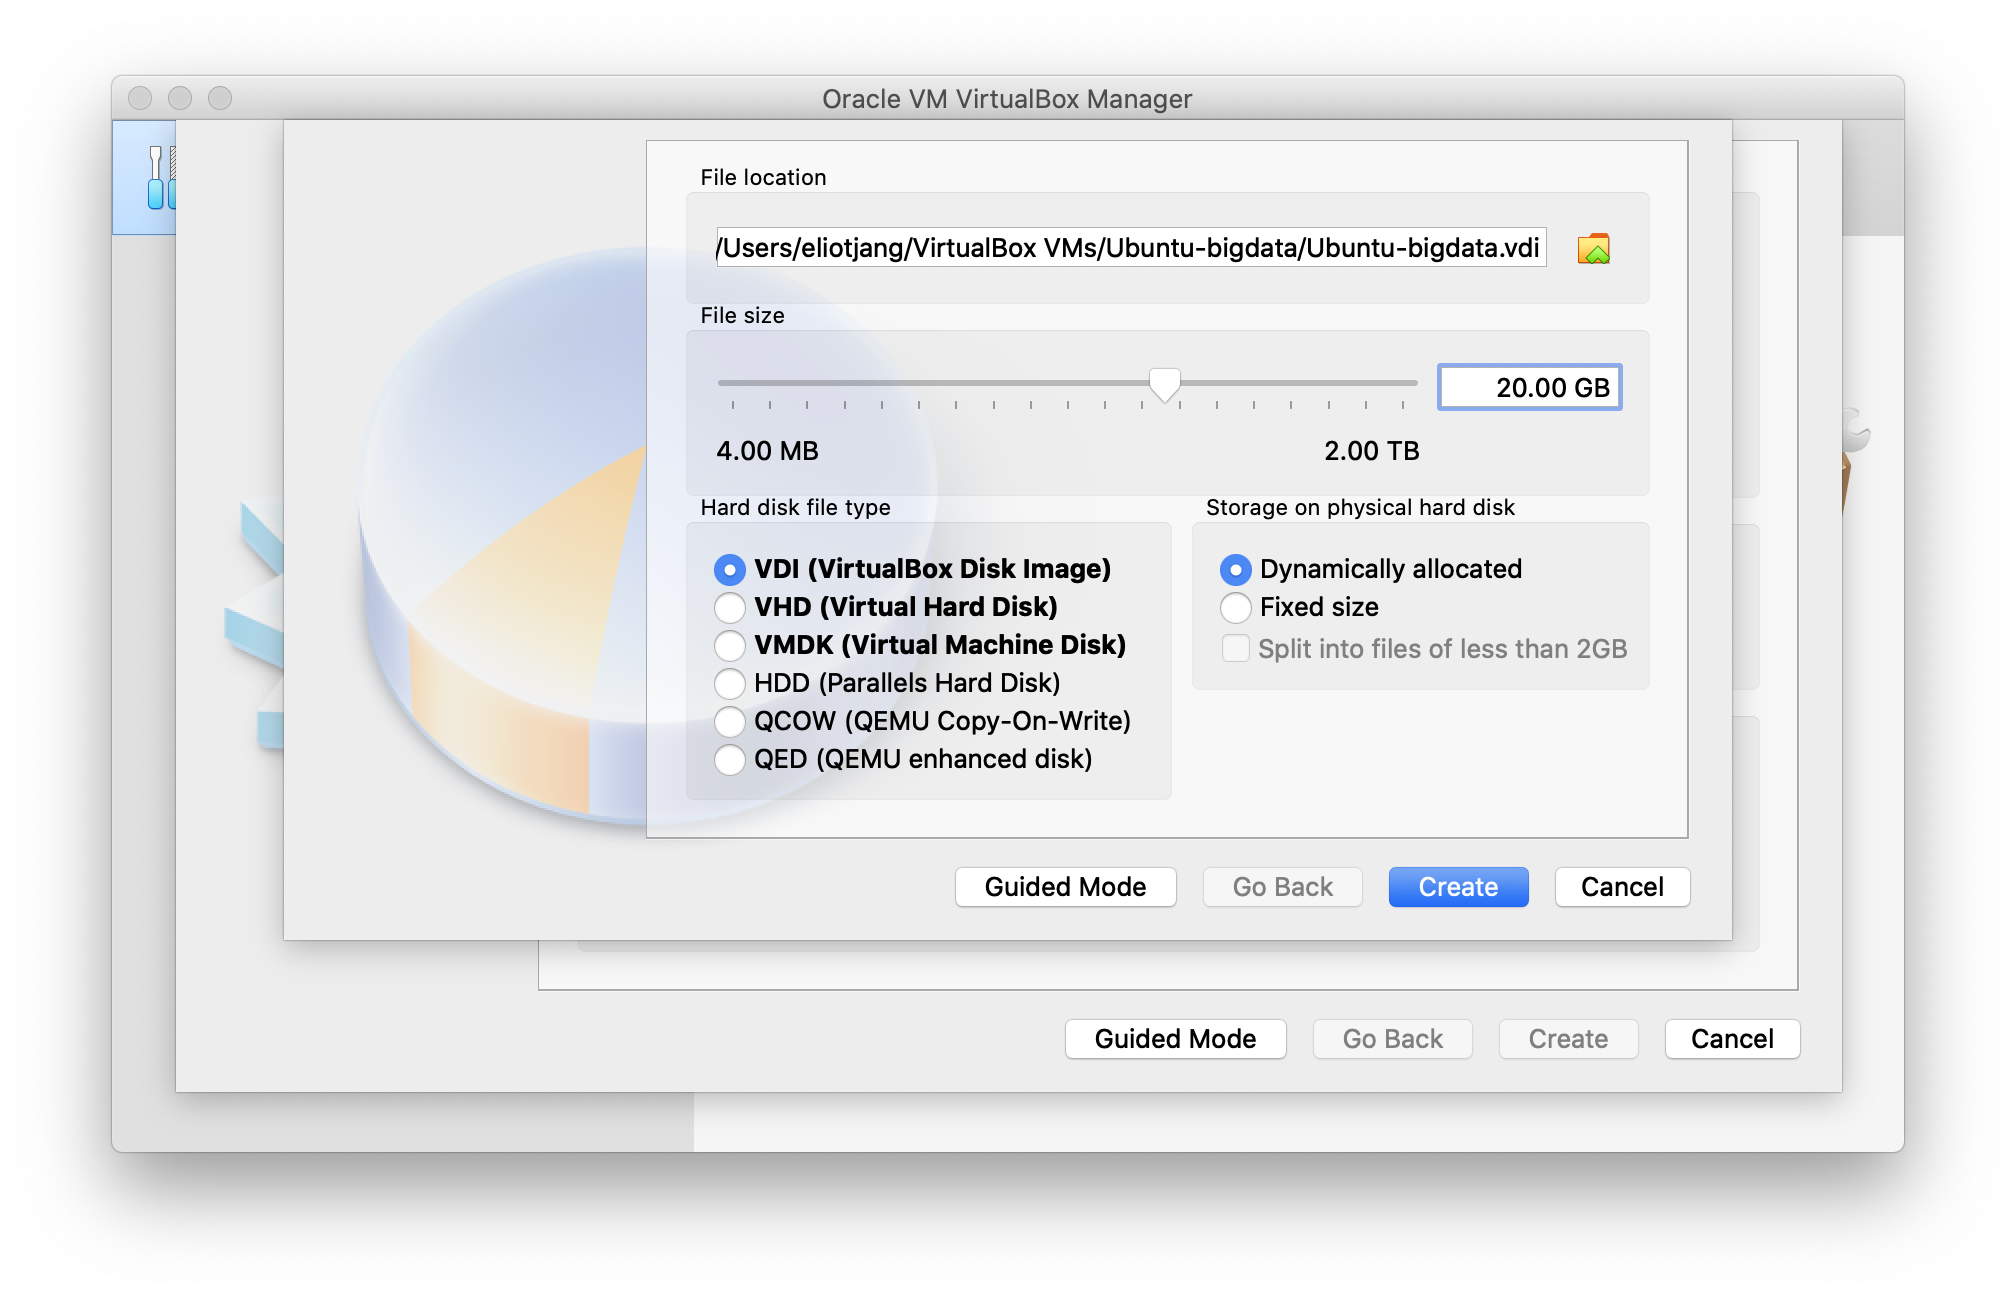 Oracle VM VirtualBox Manager
File location
/Users/eliotjang/VirtualBox VMs/Ubuntu-bigdata/Ubuntu-bigdata.vdi
File size
20.00 GB
4.00 MB
2.00 TB
Hard disk file type
VDI (VirtualBox Disk Image)
VHD (Virtual Hard Disk)
VMDK (Virtual Machine Disk)
HDD (Parallels Hard Disk)
QCOW (QEMU Copy-On-Write)
QED (QEMU enhanced disk)
Storage on physical hard disk
Dynamically allocated
Fixed size
Split into files of less than 2GB
Guided Mode
Go Back
Create
Cancel
Guided Mode
Go Back
Create
Cancel